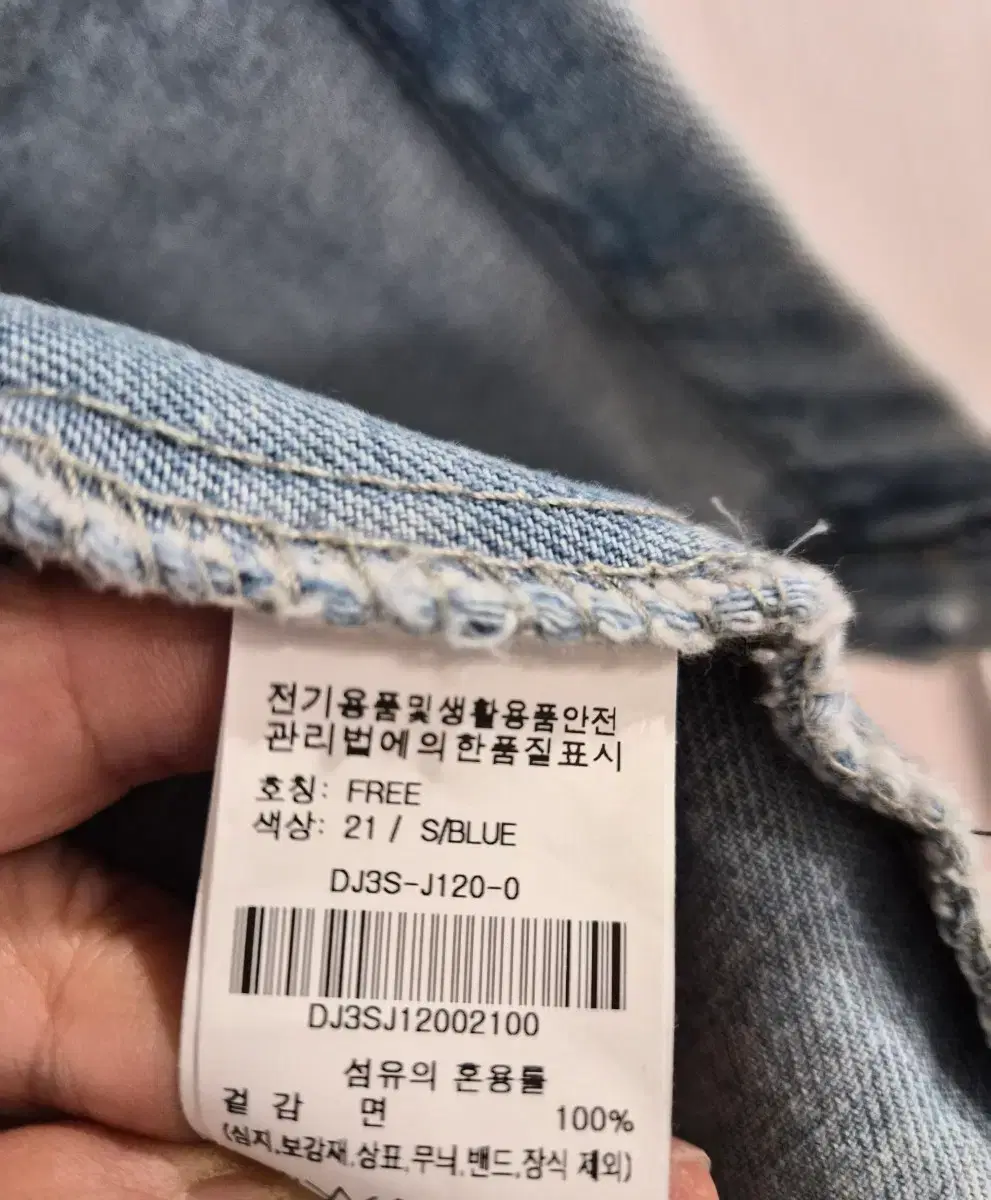 전기용품및생활용품안전
관리법에의한품질표시
호칭: FREE
색상: 21 / S/BLUE
DJ3S-J120-0
DJ3SJ12002100
섬유의 혼용률
겉 감 면 100%
(심지,보강재,상표,무늬,밴드,장식 제외)